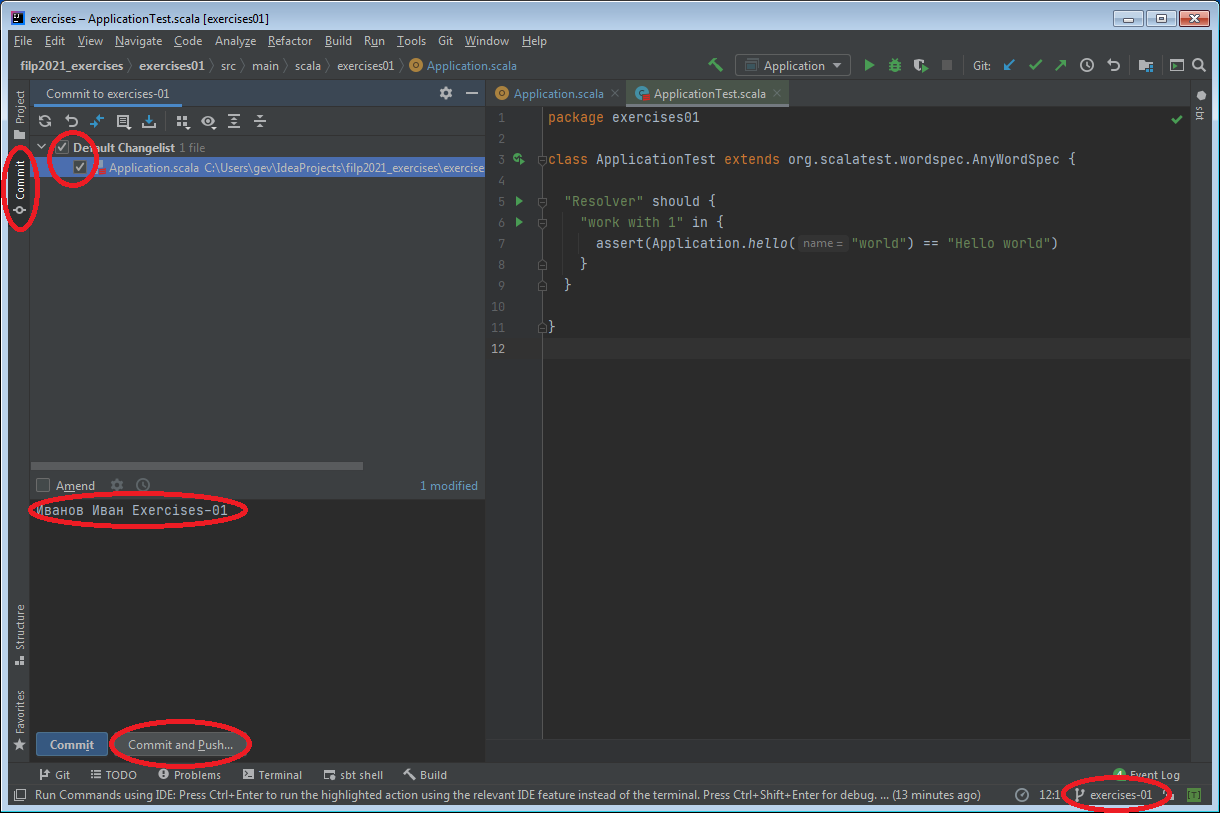 exercises – ApplicationTest.scala [exercises01]
File Edit View Navigate Code Analyze Refactor Build Run Tools Git Window Help
filp2021_exercises exercises01 src main scala exercises01 Application.scala Application Git:
Project
Commit
Structure
Favorites
Commit to exercises-01
Default Changelist 1 file
Application.scala C:\Users\gev\IdeaProjects\filp2021_exercises\exercise
Amend 1 modified
Иванов Иван Exercises-01
Commit Commit and Push...
Application.scala ApplicationTest.scala
1 package exercises01
2
3 class ApplicationTest extends org.scalatest.wordspec.AnyWordSpec {
4
5 "Resolver" should {
6 "work with 1" in {
7 assert(Application.hello( name = "world") == "Hello world")
8 }
9 }
10
11 }
12
sbt
Git TODO Problems Terminal sbt shell Build 4 Event Log
Run Commands using IDE: Press Ctrl+Enter to run the highlighted action using the relevant IDE feature instead of the terminal. Press Ctrl+Shift+Enter for debug. ... (13 minutes ago) 12:1 exercises-01 [T]